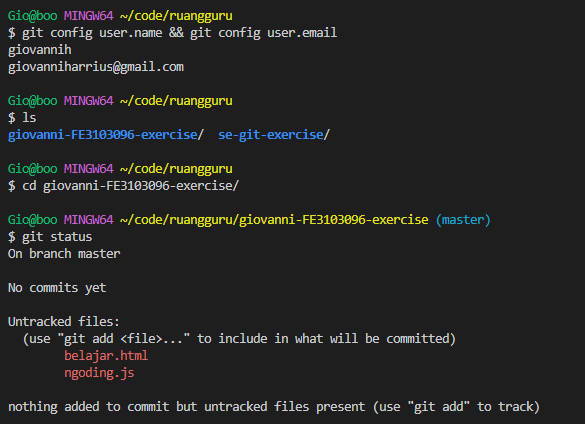 Gio@boo MINGW64 ~/code/ruangguru
$ git config user.name && git config user.email
giovannih
giovanniharrius@gmail.com
Gio@boo MINGW64 ~/code/ruangguru
$ ls
giovanni-FE3103096-exercise/  se-git-exercise/
Gio@boo MINGW64 ~/code/ruangguru
$ cd giovanni-FE3103096-exercise/
Gio@boo MINGW64 ~/code/ruangguru/giovanni-FE3103096-exercise (master)
$ git status
On branch master
No commits yet
Untracked files:
  (use "git add <file>..." to include in what will be committed)
        belajar.html
        ngoding.js
nothing added to commit but untracked files present (use "git add" to track)